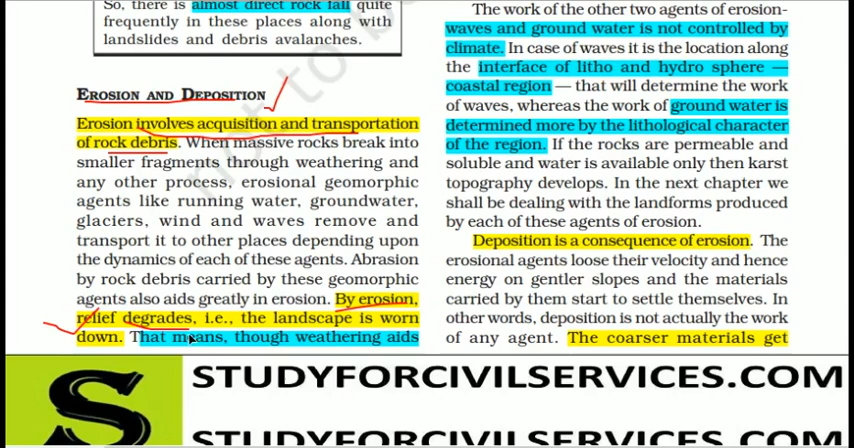 So, there is almost direct rock fall quite
frequently in these places along with
landslides and debris avalanches.
EROSION AND DEPOSITION
Erosion involves acquisition and transportation
of rock debris. When massive rocks break into
smaller fragments through weathering and
any other process, erosional geomorphic
agents like running water, groundwater,
glaciers, wind and waves remove and
transport it to other places depending upon
the dynamics of each of these agents. Abrasion
by rock debris carried by these geomorphic
agents also aids greatly in erosion. By erosion,
relief degrades, i.e., the landscape is worn
down. That means, though weathering aids
The work of the other two agents of erosion-
waves and ground water is not controlled by
climate. In case of waves it is the location along
the interface of litho and hydro sphere —
coastal region — that will determine the work
of waves, whereas the work of ground water is
determined more by the lithological character
of the region. If the rocks are permeable and
soluble and water is available only then karst
topography develops. In the next chapter we
shall be dealing with the landforms produced
by each of these agents of erosion.
Deposition is a consequence of erosion. The
erosional agents loose their velocity and hence
energy on gentler slopes and the materials
carried by them start to settle themselves. In
other words, deposition is not actually the work
of any agent. The coarser materials get
not to be
S
STUDYFORCIVILSERVICES.COM
STUDYFORCIVILSERVICES.COM